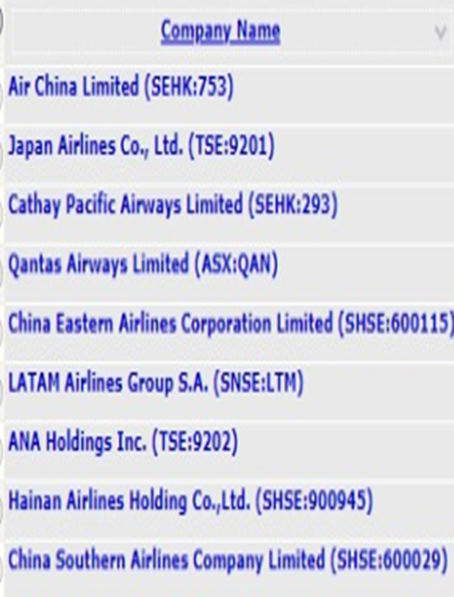 Company Name
Air China Limited (SEHK:753)
Japan Airlines Co., Ltd. (TSE:9201)
Cathay Pacific Airways Limited (SEHK:293)
Qantas Airways Limited (ASX:QAN)
China Eastern Airlines Corporation Limited (SHSE:600115)
LATAM Airlines Group S.A. (SNSE:LTM)
ANA Holdings Inc. (TSE:9202)
Hainan Airlines Holding Co.,Ltd. (SHSE:900945)
China Southern Airlines Company Limited (SHSE:600029)